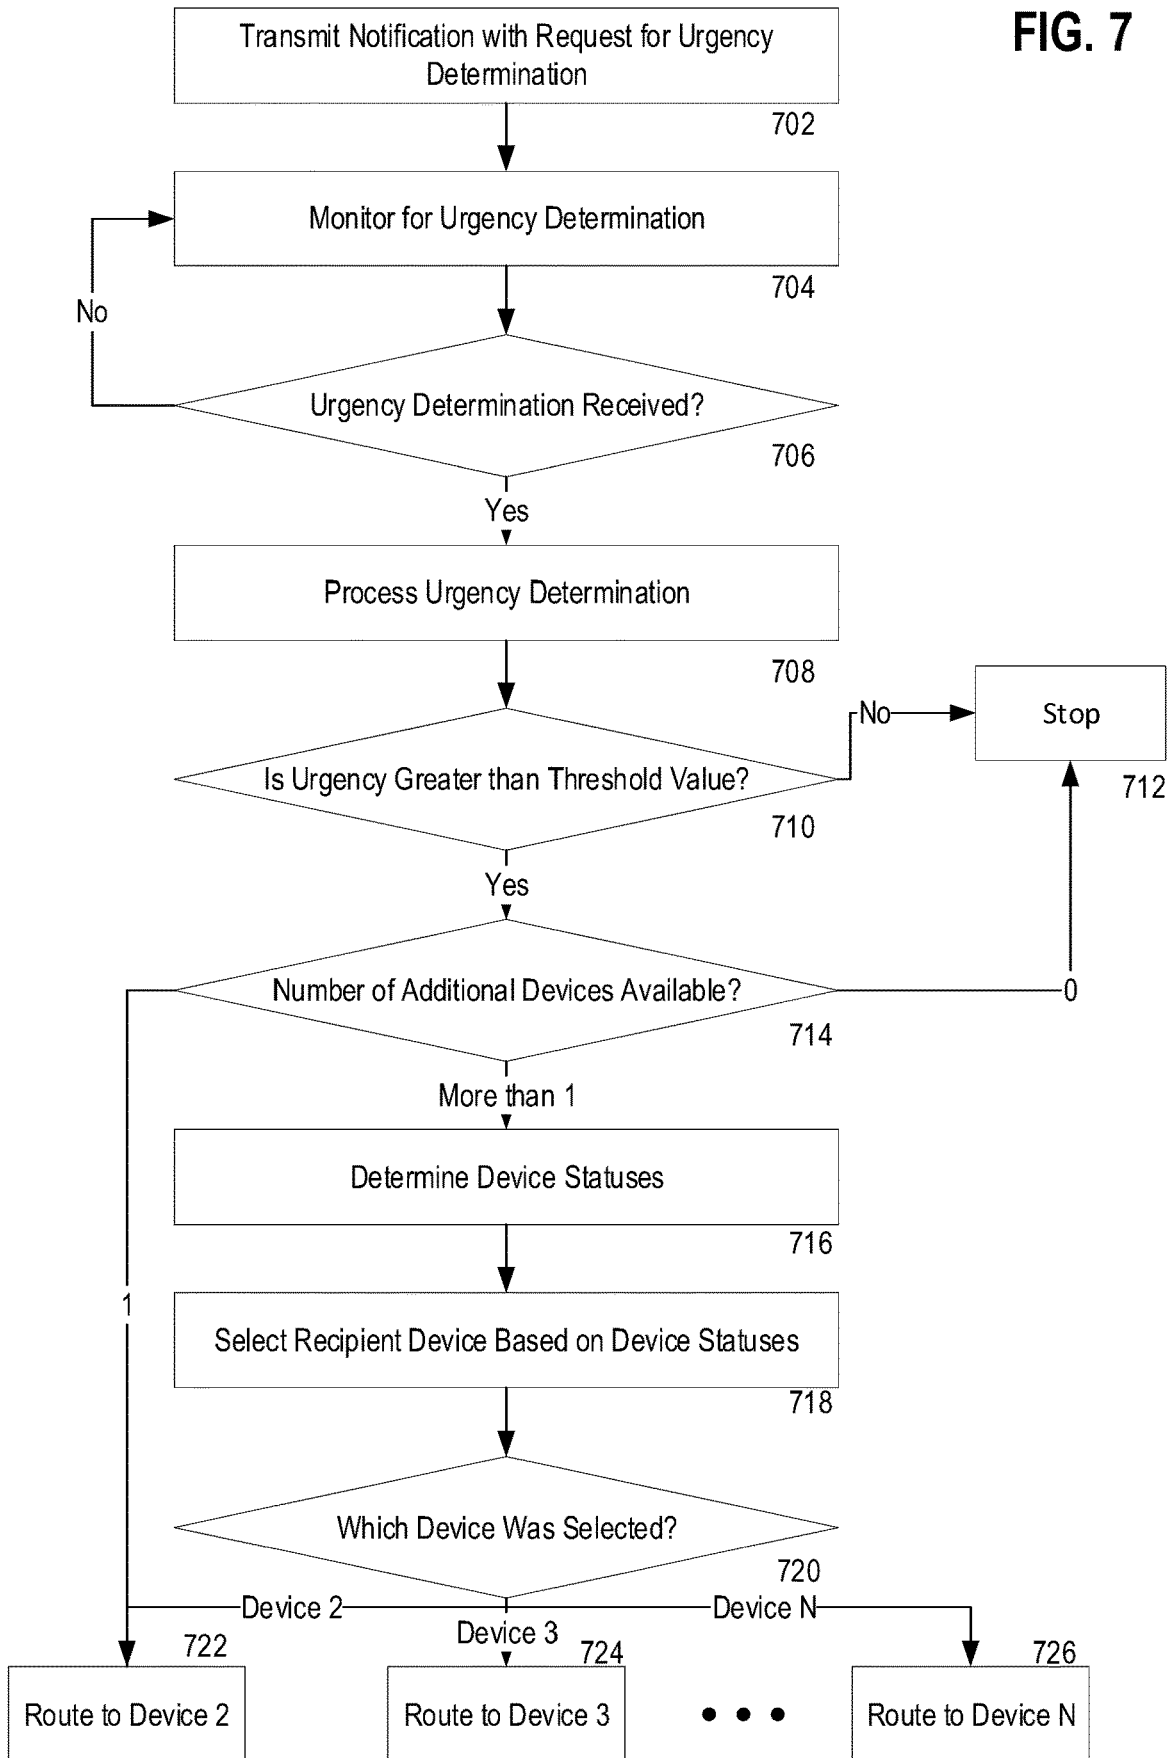 FIG. 7
Transmit Notification with Request for Urgency
Determination
702
Monitor for Urgency Determination
704
No
Urgency Determination Received?
706
Yes
Process Urgency Determination
708
No
Stop
712
Is Urgency Greater than Threshold Value?
710
Yes
Number of Additional Devices Available?
0
714
More than 1
Determine Device Statuses
716
1
Select Recipient Device Based on Device Statuses
718
Which Device Was Selected?
720
Device 2
Device 3
Device N
722
724
726
Route to Device 2
Route to Device 3
• • •
Route to Device N